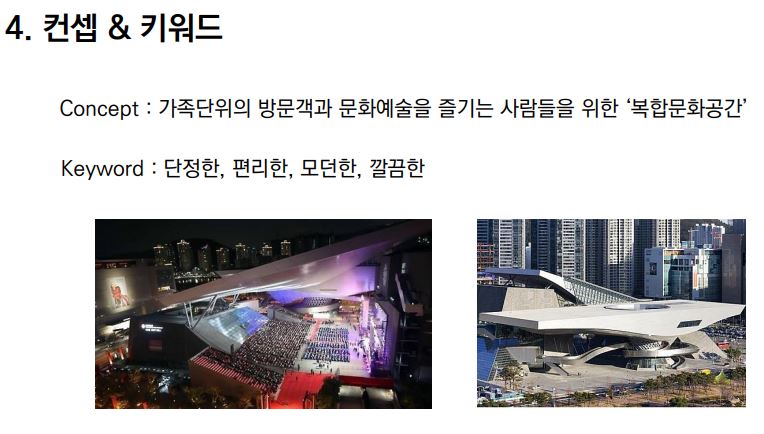 4. 컨셉 & 키워드
Concept : 가족단위의 방문객과 문화예술을 즐기는 사람들을 위한 ‘복합문화공간’
Keyword : 단정한, 편리한, 모던한, 깔끔한